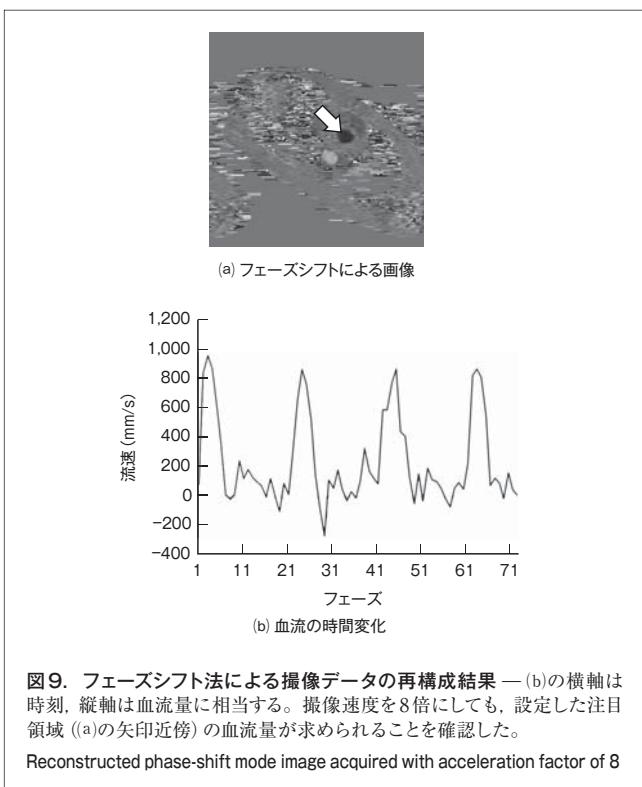 (a) フェーズシフトによる画像
1,200
1,000
800
600
400
200
0
−200
−400
流速(mm/s)
1 11 21 31 41 51 61 71
フェーズ
(b) 血流の時間変化
図9. フェーズシフト法による撮像データの再構成結果 — (b)の横軸は
時刻, 縦軸は血流量に相当する。撮像速度を8倍にしても, 設定した注目
領域 ((a)の矢印近傍) の血流量が求められることを確認した。
Reconstructed phase-shift mode image acquired with acceleration factor of 8